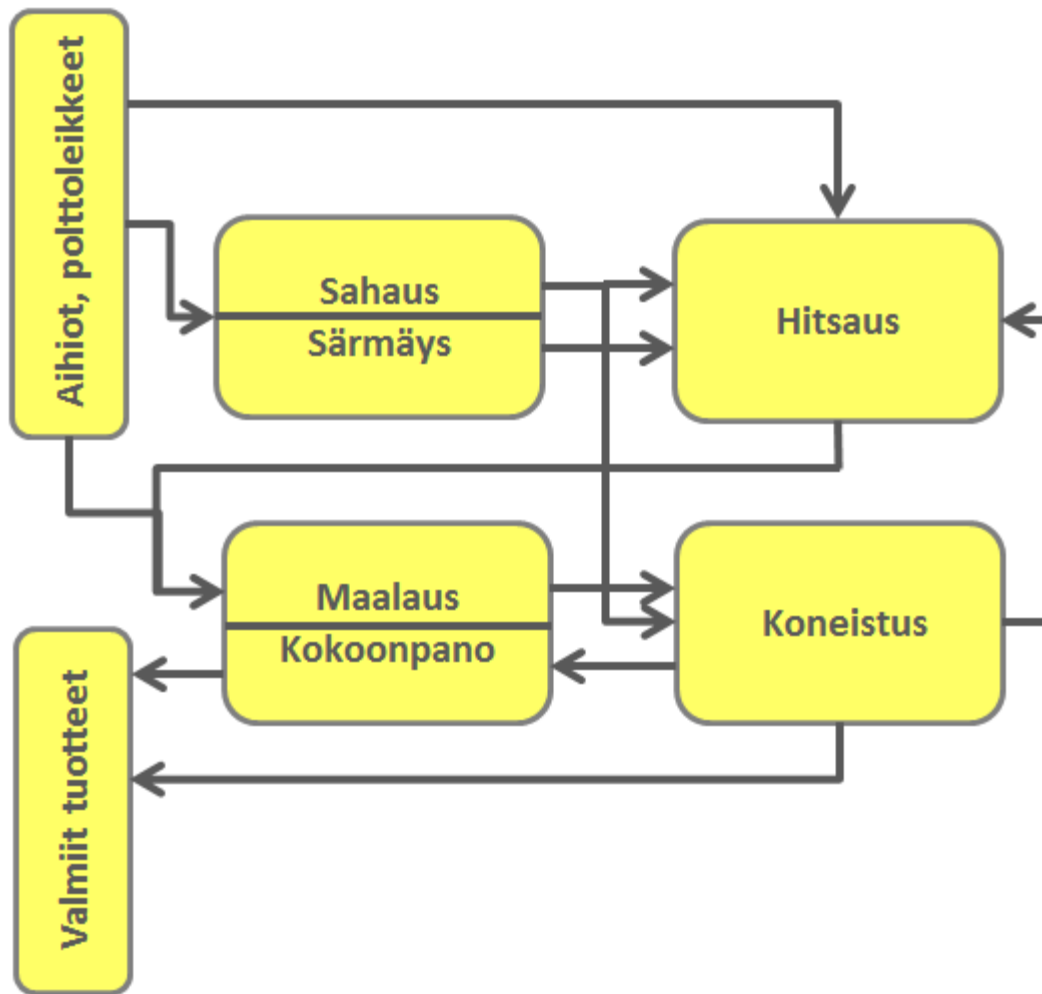 Aihiot, polttoleikkeet
Sahaus
Särmäys
Hitsaus
Maalaus
Kokoonpano
Koneistus
Valmiit tuotteet